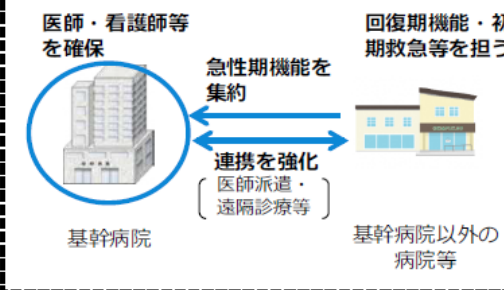 医師・看護師等
を確保
回復期機能・初
期救急等を担う
急性期機能を
集約
連携を強化
医師派遣・
遠隔診療等
基幹病院
基幹病院以外の
病院等